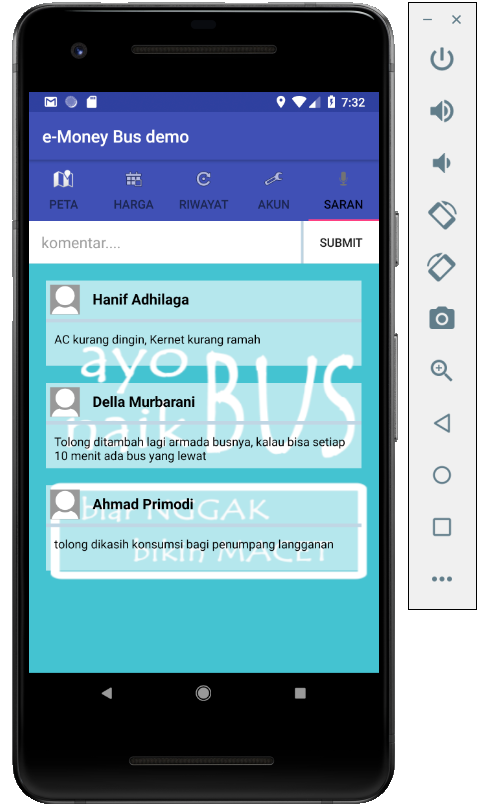 7:32
e-Money Bus demo
PETA HARGA RIWAYAT AKUN SARAN
komentar.... SUBMIT
Hanif Adhilaga
AC kurang dingin, Kernet kurang ramah
ayo
BUS
Della Murbarani
naik
Tolong ditambah lagi armada busnya, kalau bisa setiap
10 menit ada bus yang lewat
Ahmad Primodi
biar NGGAK
tolong dikasih konsumsi bagi penumpang langganan
bikin MACET